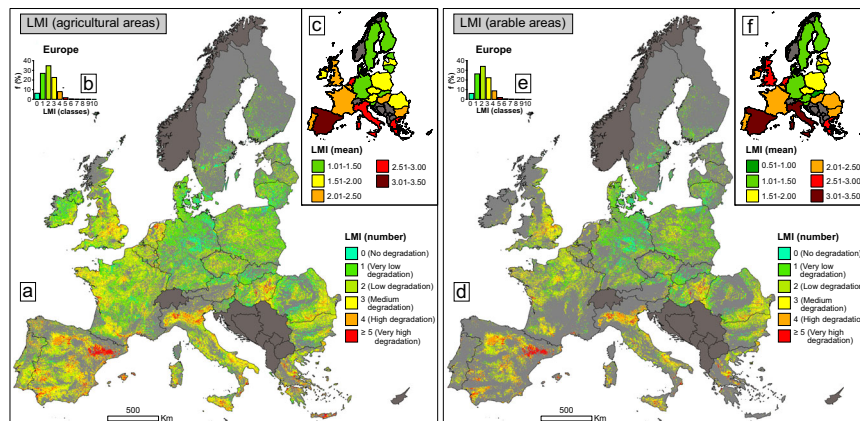 LMI (agricultural areas)
Europe
b
f (%)
40
20
0
0 1 2 3 4 5 6 7 8 9 10
LMI (classes)
c
LMI (mean)
1.01-1.50
1.51-2.00
2.01-2.50
2.51-3.00
3.01-3.50
LMI (number)
0 (No degradation)
1 (Very low
degradation)
2 (Low degradation)
3 (Medium
degradation)
4 (High degradation)
≥ 5 (Very high
degradation)
a
500
Km
LMI (arable areas)
Europe
e
f (%)
40
20
0
0 1 2 3 4 5 6 7 8 9 10
LMI (classes)
f
LMI (mean)
0.51-1.00
1.01-1.50
1.51-2.00
2.01-2.50
2.51-3.00
3.01-3.50
LMI (number)
0 (No degradation)
1 (Very low
degradation)
2 (Low degradation)
3 (Medium
degradation)
4 (High degradation)
≥ 5 (Very high
degradation)
d
500
Km